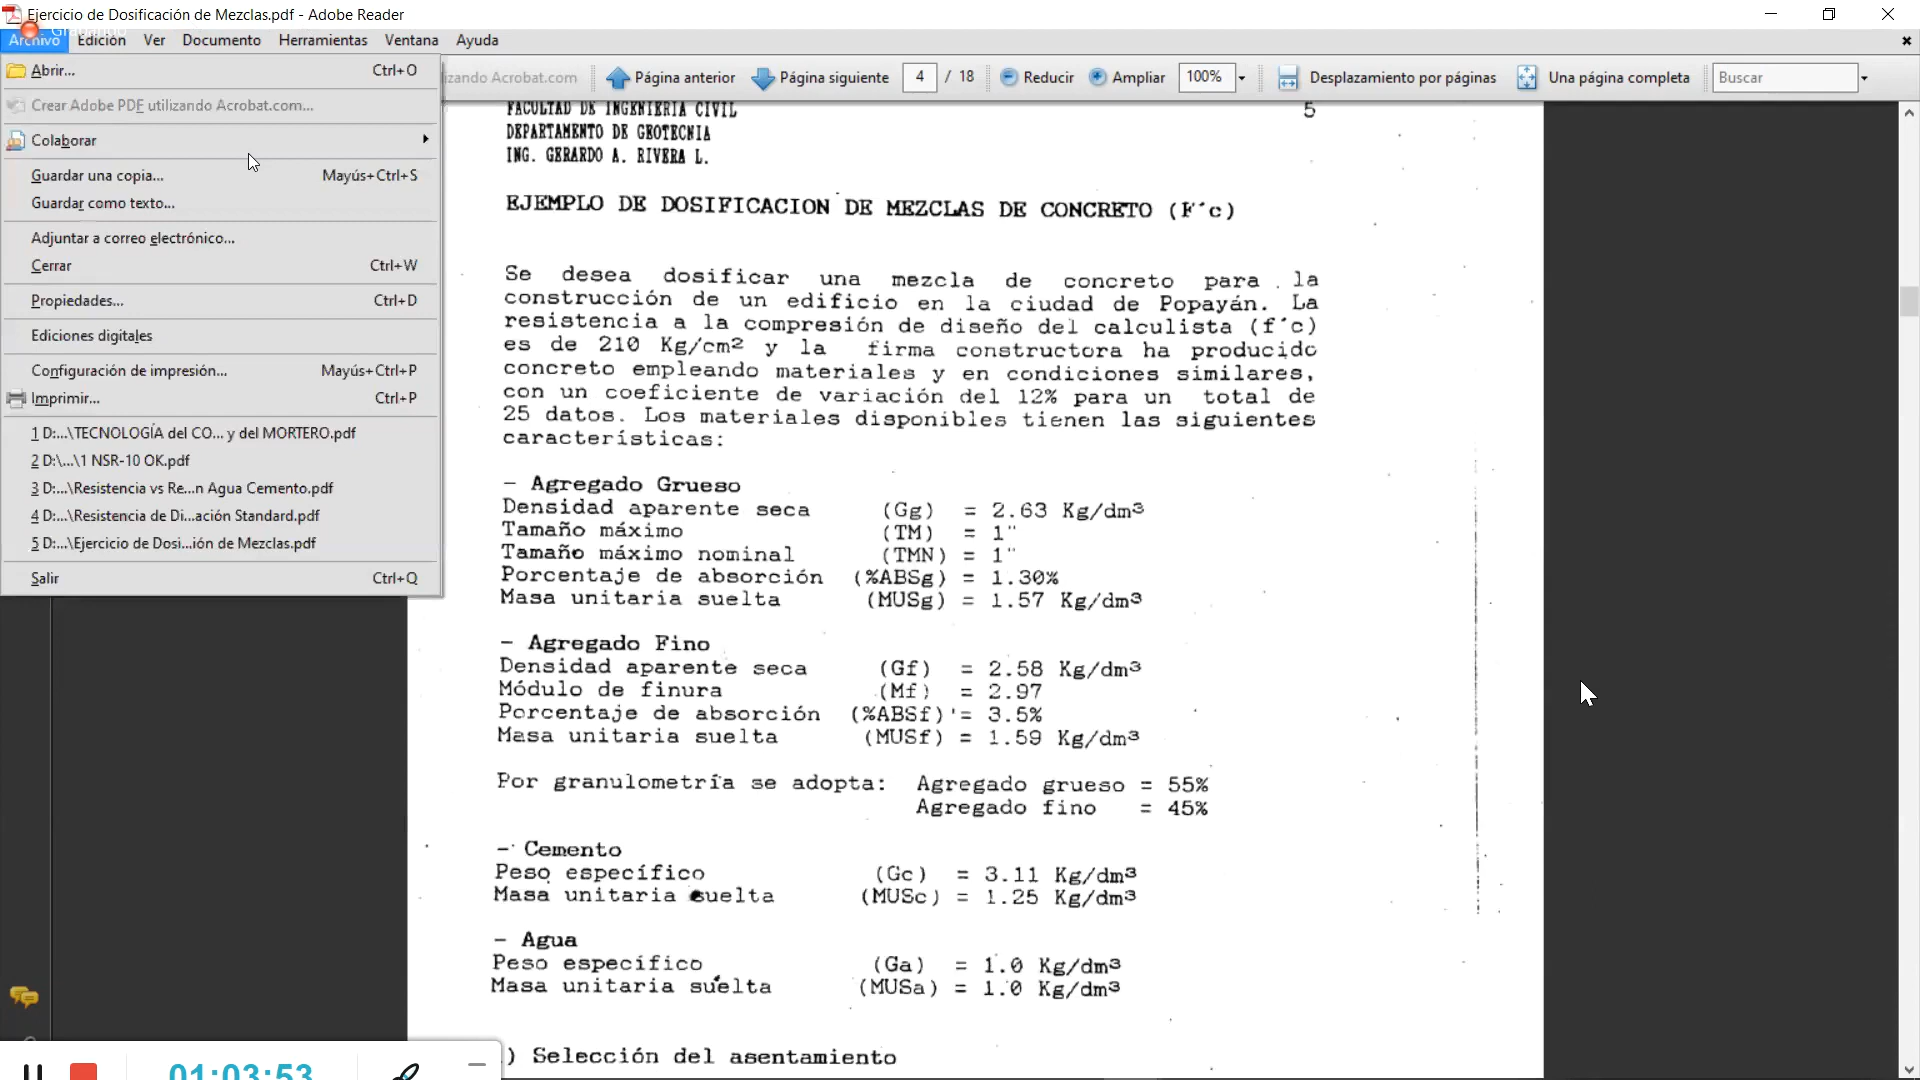 Ejercicio de Dosificación de Mezclas.pdf - Adobe Reader
Archivo Edición Ver Documento Herramientas Ventana Ayuda
Abrir... Ctrl+O
Crear Adobe PDF utilizando Acrobat.com...
Colaborar
Guardar una copia... Mayús+Ctrl+S
Guardar como texto...
Adjuntar a correo electrónico...
Cerrar Ctrl+W
Propiedades... Ctrl+D
Ediciones digitales
Configuración de impresión... Mayús+Ctrl+P
Imprimir... Ctrl+P
1 D:...\TECNOLOGÍA del CO... y del MORTERO.pdf
2 D:\...\1 NSR-10 OK.pdf
3 D:...\Resistencia vs Re...n Agua Cemento.pdf
4 D:...\Resistencia de Di...ación Standard.pdf
5 D:...\Ejercicio de Dosi...ión de Mezclas.pdf
Salir Ctrl+Q
izando Acrobat.com Página anterior Página siguiente 4 / 18 Reducir Ampliar 100% Desplazamiento por páginas Una página completa Buscar
FACULTAD DE INGENIERIA CIVIL 5
DEPARTAMENTO DE GEOTECNIA
ING. GERARDO A. RIVERA L.
EJEMPLO DE DOSIFICACION DE MEZCLAS DE CONCRETO (F´c)
Se desea dosificar una mezcla de concreto para la
construcción de un edificio en la ciudad de Popayán. La
resistencia a la compresión de diseño del calculista (f´c)
es de 210 Kg/cm² y la firma constructora ha producido
concreto empleando materiales y en condiciones similares,
con un coeficiente de variación del 12% para un total de
25 datos. Los materiales disponibles tienen las siguientes
características:
- Agregado Grueso
Densidad aparente seca (Gg) = 2.63 Kg/dm³
Tamaño máximo (TM) = 1"
Tamaño máximo nominal (TMN) = 1"
Porcentaje de absorción (%ABSg) = 1.30%
Masa unitaria suelta (MUSg) = 1.57 Kg/dm³
- Agregado Fino
Densidad aparente seca (Gf) = 2.58 Kg/dm³
Módulo de finura (Mf) = 2.97
Porcentaje de absorción (%ABSf) = 3.5%
Masa unitaria suelta (MUSf) = 1.59 Kg/dm³
Por granulometría se adopta: Agregado grueso = 55%
Agregado fino = 45%
- Cemento
Peso específico (Gc) = 3.11 Kg/dm³
Masa unitaria suelta (MUSc) = 1.25 Kg/dm³
- Agua
Peso específico (Ga) = 1.0 Kg/dm³
Masa unitaria suelta (MUSa) = 1.0 Kg/dm³
) Selección del asentamiento
01:03:53